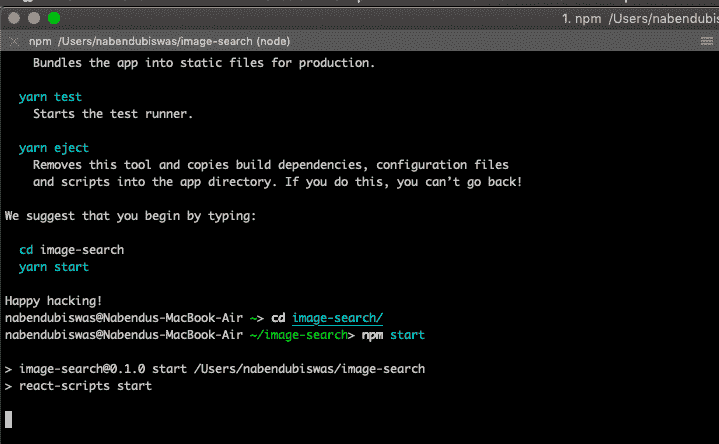 1. npm /Users/nabendubiswas
npm /Users/nabendubiswas/image-search (node)
Bundles the app into static files for production.
yarn test
Starts the test runner.
yarn eject
Removes this tool and copies build dependencies, configuration files
and scripts into the app directory. If you do this, you can’t go back!
We suggest that you begin by typing:
cd image-search
yarn start
Happy hacking!
nabendubiswas@Nabendus-MacBook-Air ~> cd image-search/
nabendubiswas@Nabendus-MacBook-Air ~/image-search> npm start
> image-search@0.1.0 start /Users/nabendubiswas/image-search
> react-scripts start